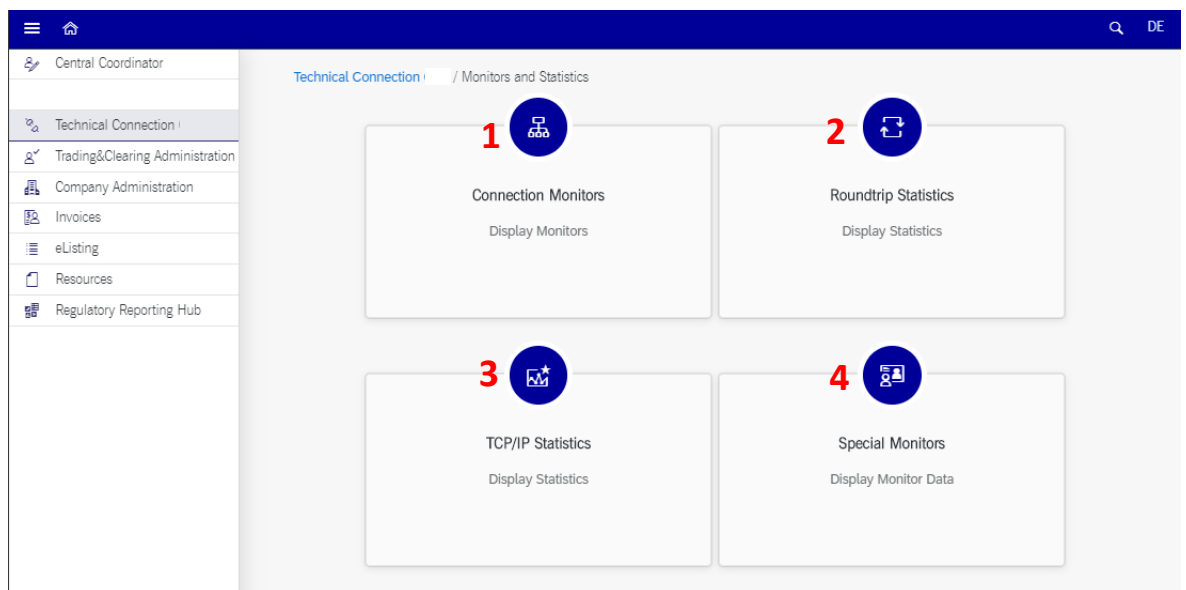 DE
Central Coordinator
Technical Connection
Trading&Clearing Administration
Company Administration
Invoices
eListing
Resources
Regulatory Reporting Hub
Technical Connection / Monitors and Statistics
1
Connection Monitors
Display Monitors
2
Roundtrip Statistics
Display Statistics
3
TCP/IP Statistics
Display Statistics
4
Special Monitors
Display Monitor Data